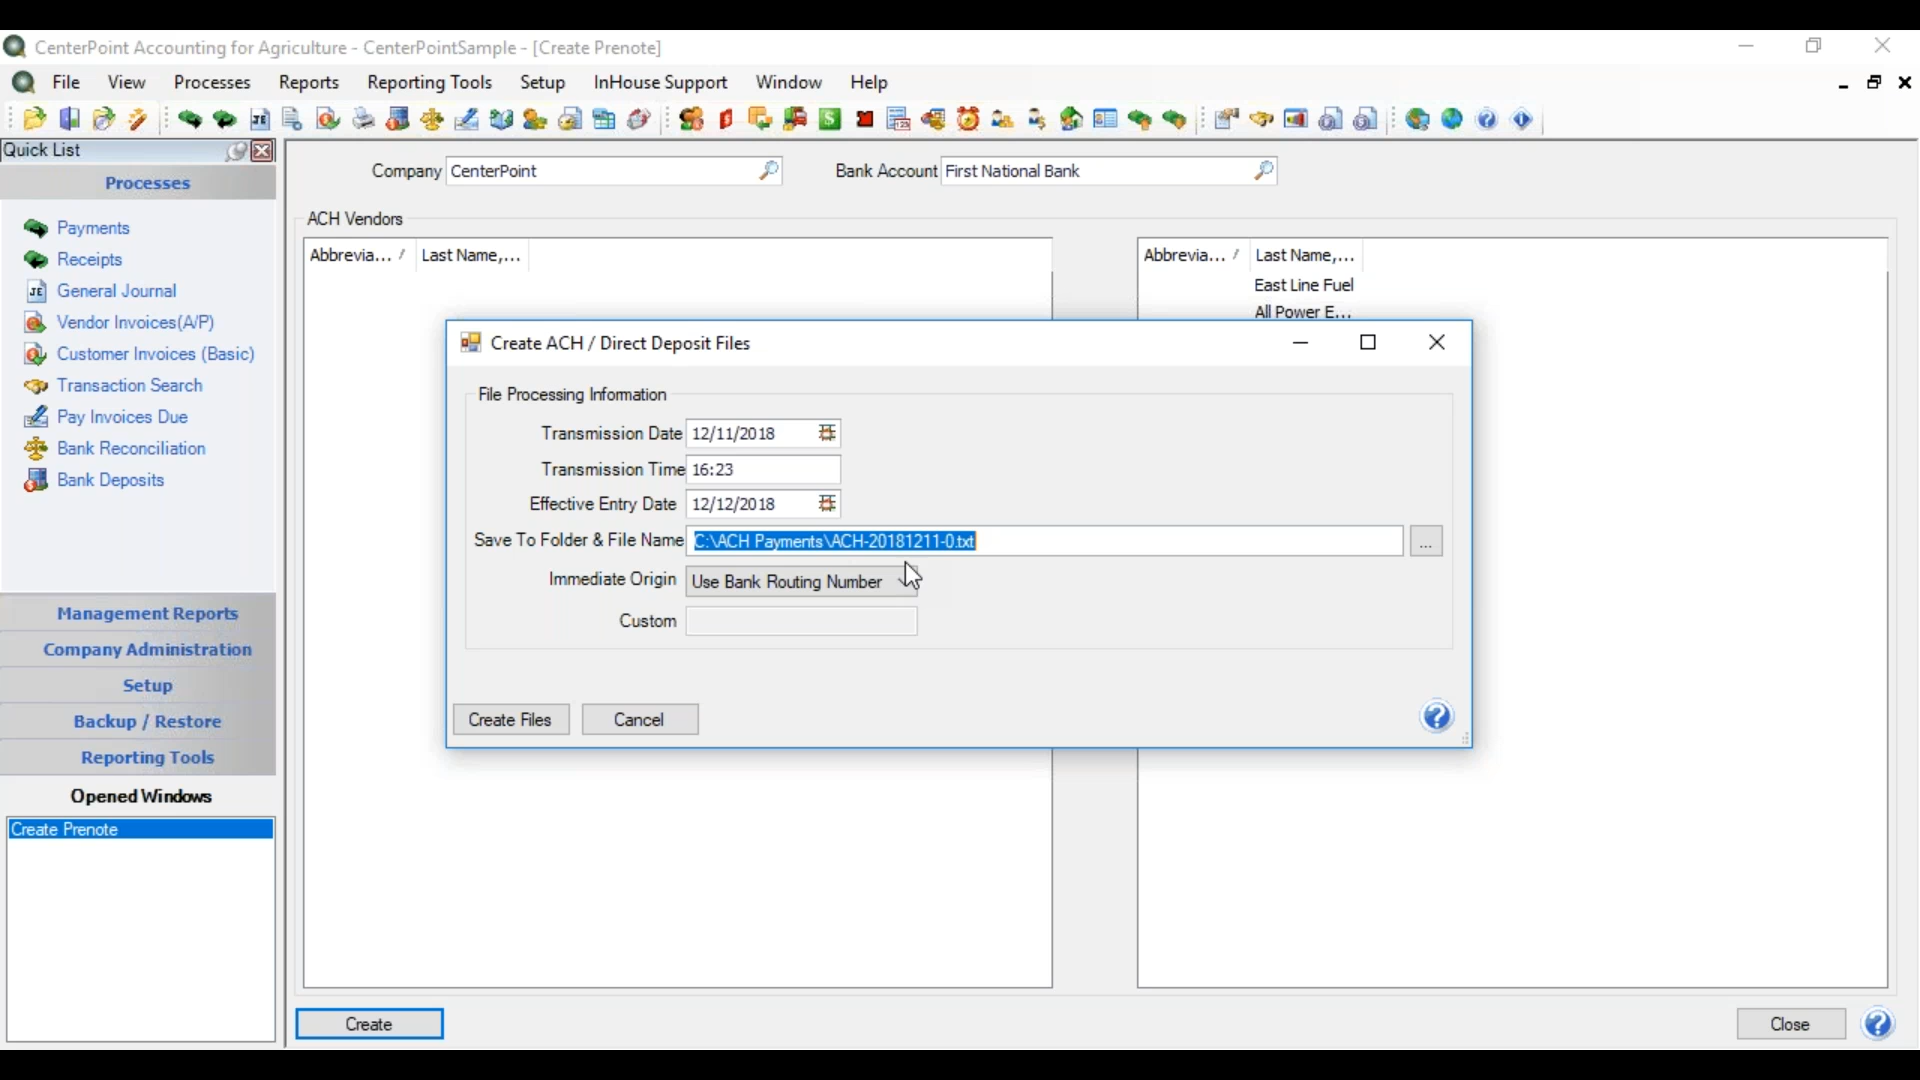 CenterPoint Accounting for Agriculture - CenterPointSample - [Create Prenote]
File View Processes Reports Reporting Tools Setup InHouse Support Window Help
Quick List
Processes
Payments
Receipts
General Journal
Vendor Invoices(A/P)
Customer Invoices (Basic)
Transaction Search
Pay Invoices Due
Bank Reconciliation
Bank Deposits
Management Reports
Company Administration
Setup
Backup / Restore
Reporting Tools
Opened Windows
Create Prenote
Company CenterPoint Bank Account First National Bank
ACH Vendors
Abbrevia... / Last Name,... Abbrevia... / Last Name,...
East Line Fuel
All Power E...
Create ACH / Direct Deposit Files
File Processing Information
Transmission Date 12/11/2018
Transmission Time 16:23
Effective Entry Date 12/12/2018
Save To Folder & File Name C:\ACH Payments\ACH-20181211-0.txt ...
Immediate Origin Use Bank Routing Number
Custom
Create Files Cancel
Create Close